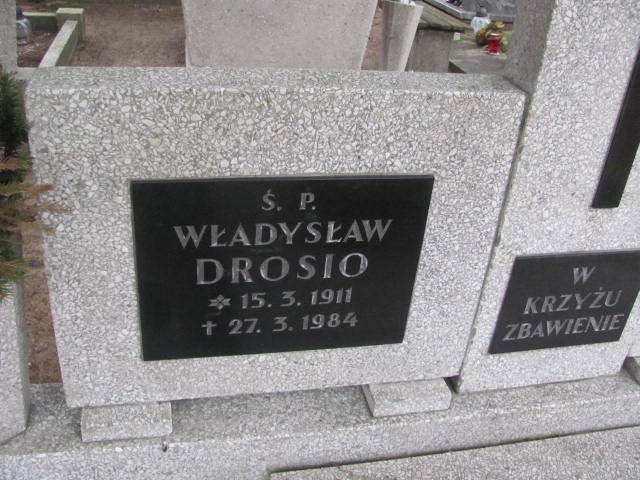 Ś. P.
WŁADYSŁAW
DROSIO
* 15. 3. 1911
✝ 27. 3. 1984
W
KRZYŻU
ZBAWIENIE